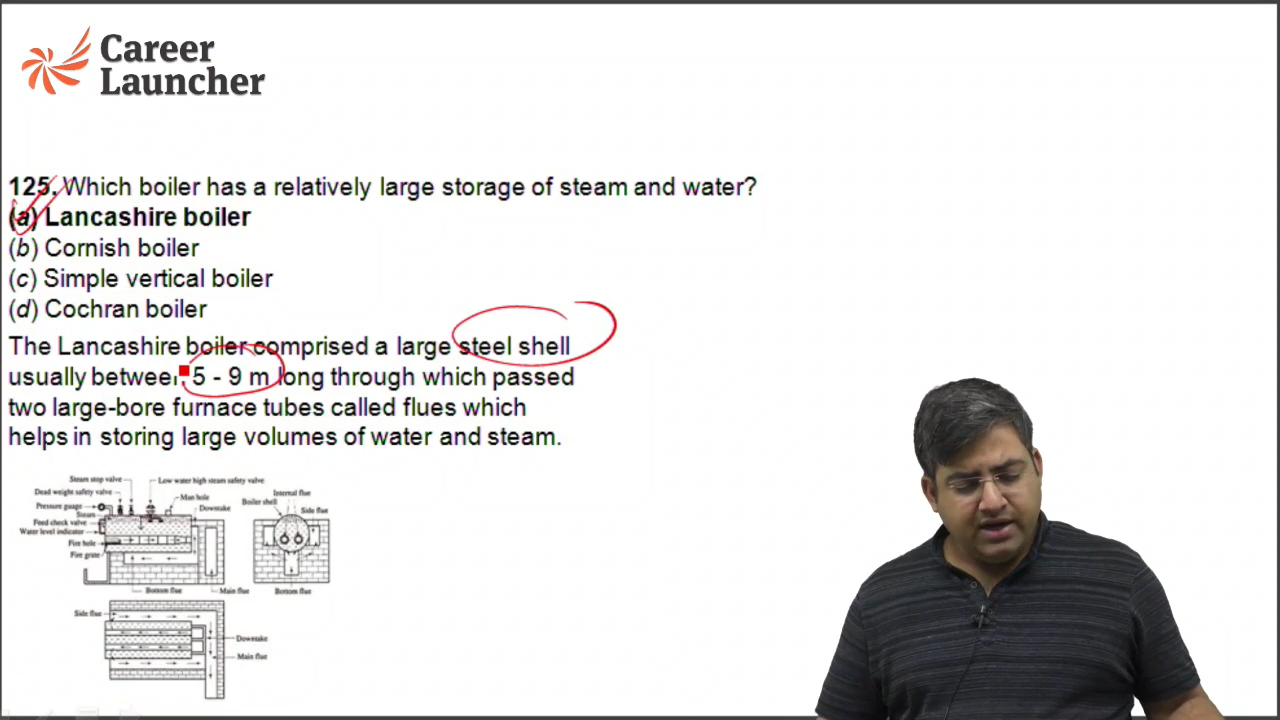 Career
Launcher
125. Which boiler has a relatively large storage of steam and water?
(a) Lancashire boiler
(b) Cornish boiler
(c) Simple vertical boiler
(d) Cochran boiler
The Lancashire boiler comprised a large steel shell
usually between 5 - 9 m long through which passed
two large-bore furnace tubes called flues which
helps in storing large volumes of water and steam.
Steam stop valve
Low water high steam safety valve
Dead weight safety valve
Man hole
Pressure guage
Steam
Downtake
Feed check valve
Water level indicator
Fire hole
Fire grate
Bottom flue
Main flue
Internal flue
Boiler shell
Side flue
Bottom flue
Side flue
Downtake
Main flue